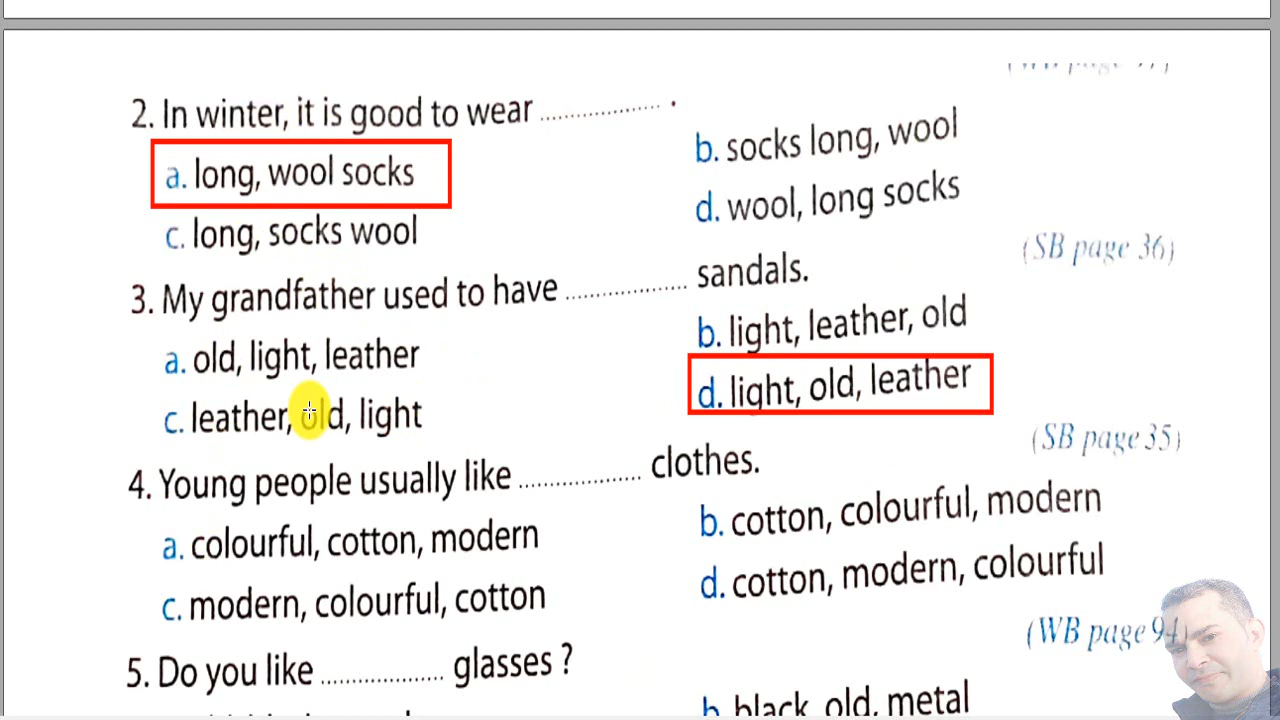 2. In winter, it is good to wear .................... .
a. long, wool socks
b. socks long, wool
c. long, socks wool
d. wool, long socks
(SB page 36)
3. My grandfather used to have .................... sandals.
a. old, light, leather
b. light, leather, old
c. leather, old, light
d. light, old, leather
(SB page 35)
4. Young people usually like .................... clothes.
a. colourful, cotton, modern
b. cotton, colourful, modern
c. modern, colourful, cotton
d. cotton, modern, colourful
(WB page 94)
5. Do you like .................... glasses ?
b. black, old, metal